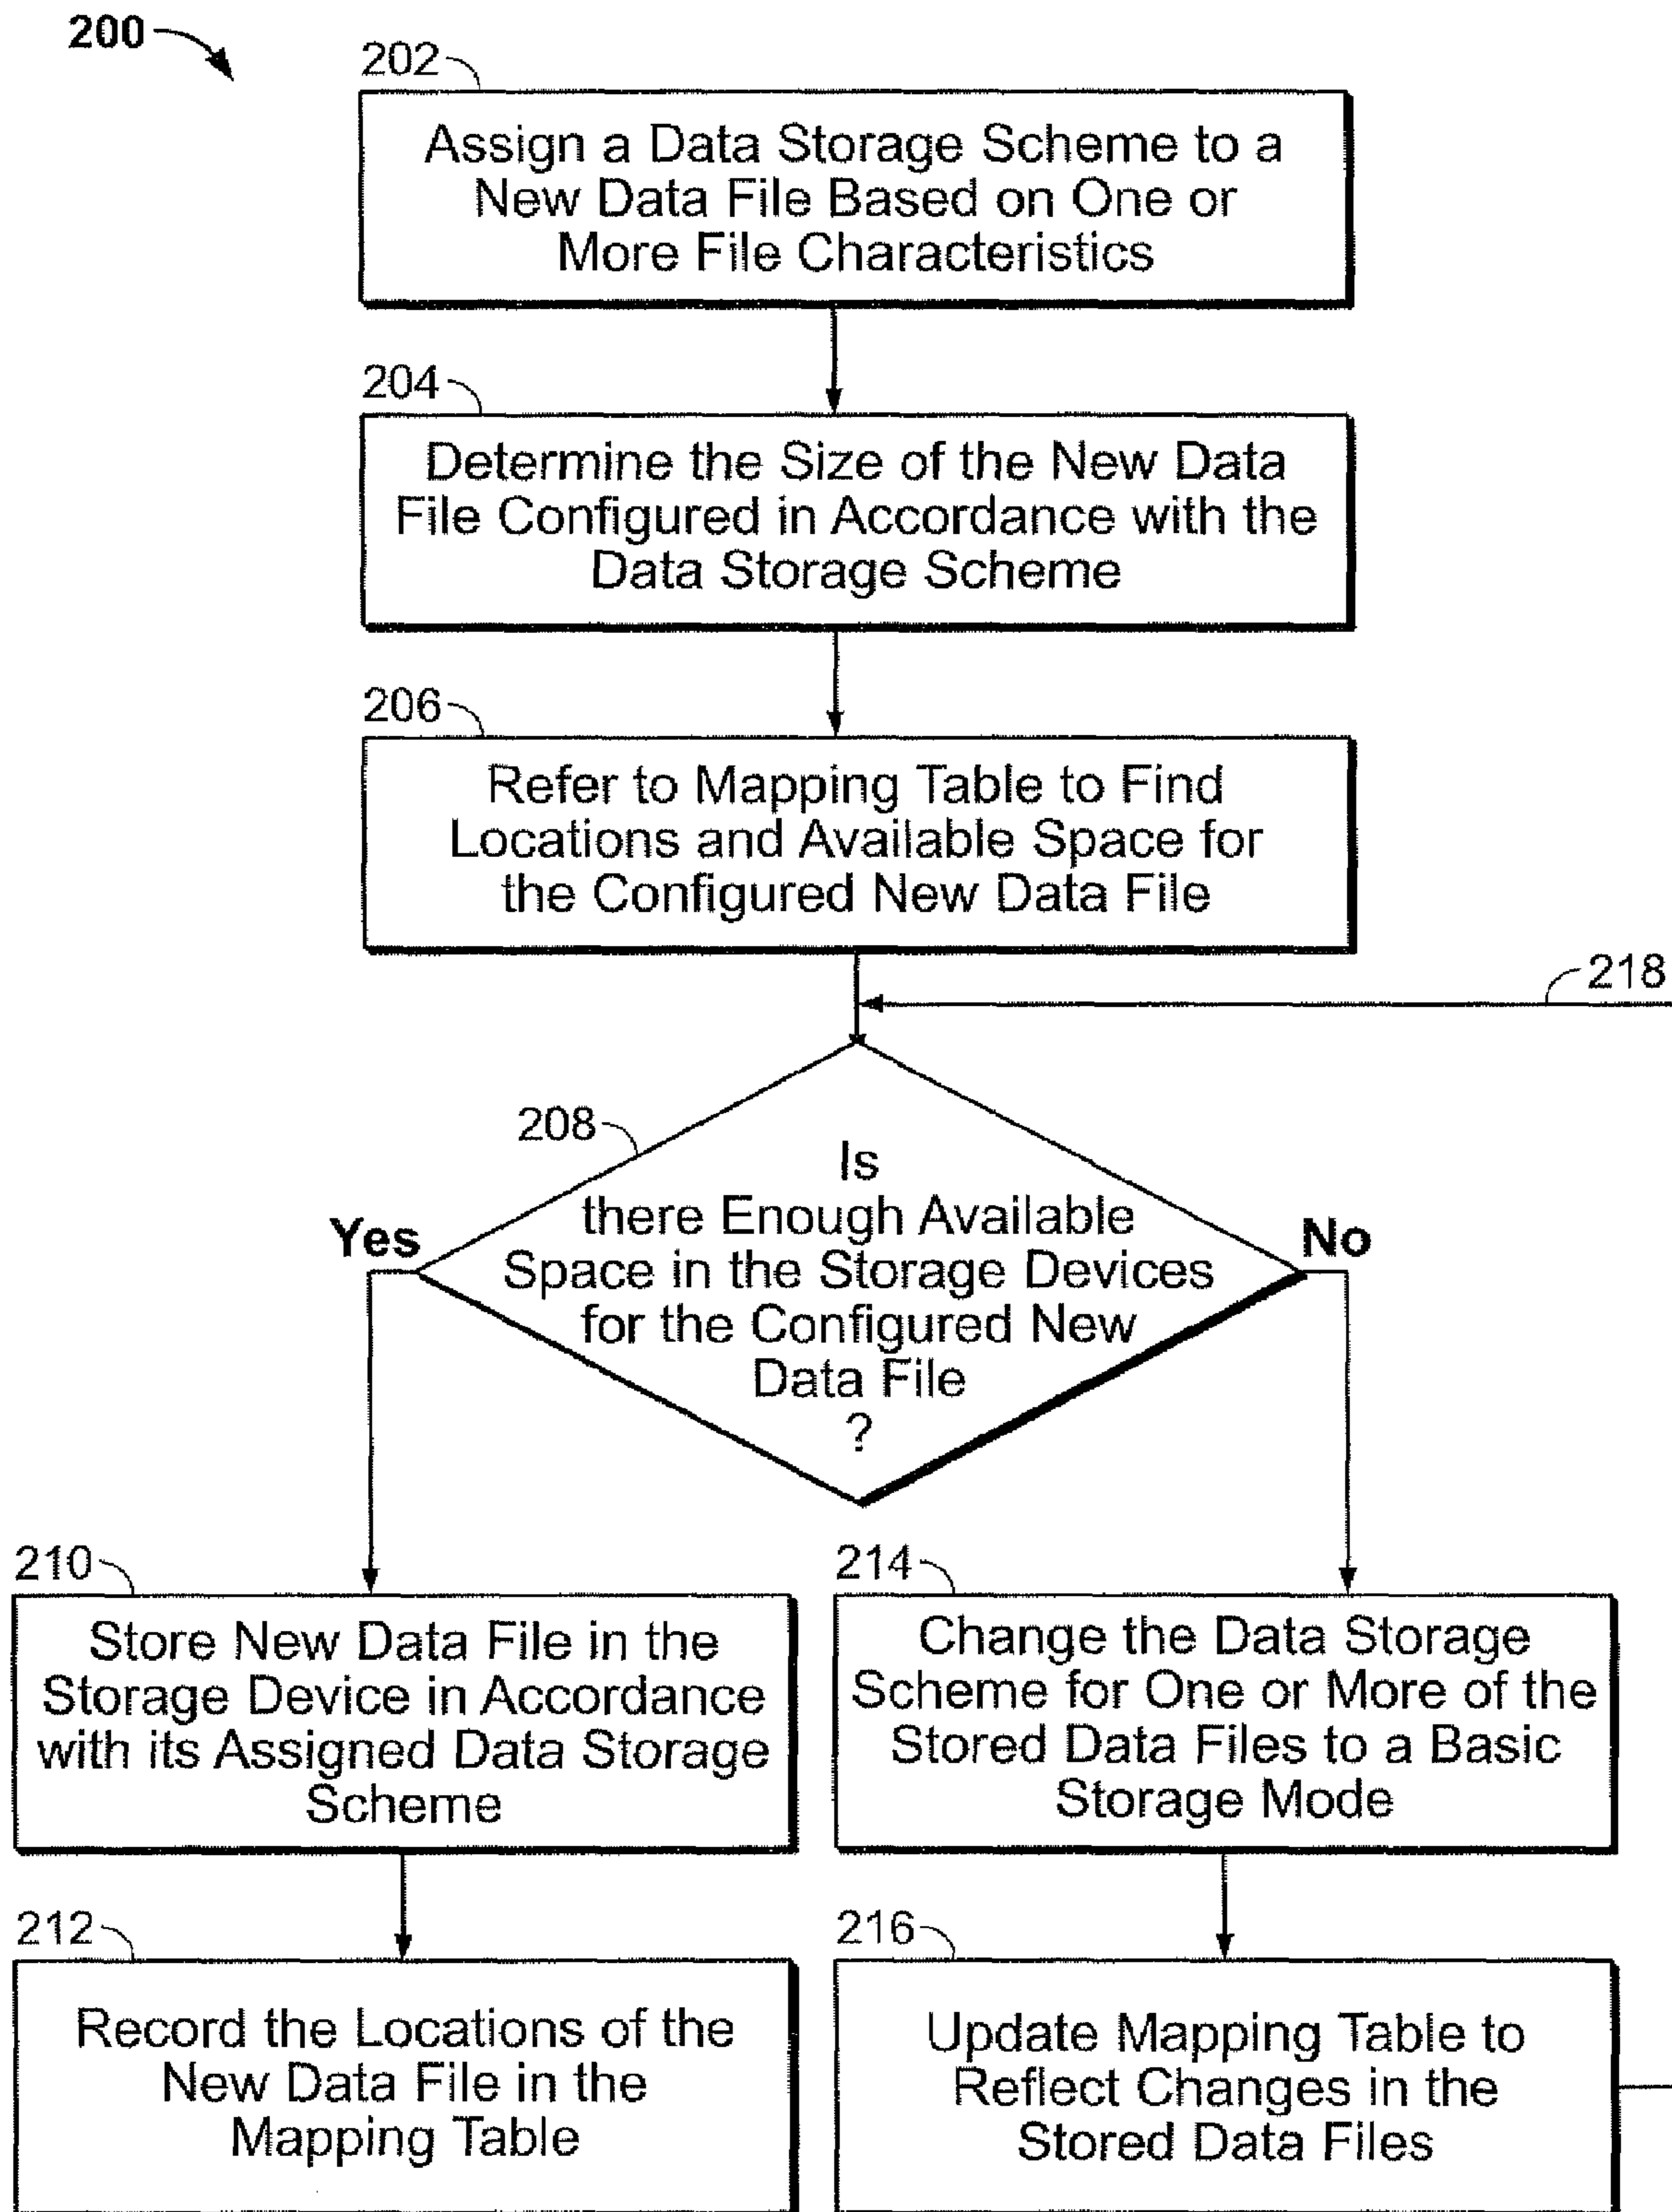 200
202
Assign a Data Storage Scheme to a
New Data File Based on One or
More File Characteristics
204
Determine the Size of the New Data
File Configured in Accordance with the
Data Storage Scheme
206
Refer to Mapping Table to Find
Locations and Available Space for
the Configured New Data File
218
208
Is
there Enough Available
Space in the Storage Devices
for the Configured New
Data File
?
Yes
No
210
Store New Data File in the
Storage Device in Accordance
with its Assigned Data Storage
Scheme
214
Change the Data Storage
Scheme for One or More of the
Stored Data Files to a Basic
Storage Mode
212
Record the Locations of the
New Data File in the
Mapping Table
216
Update Mapping Table to
Reflect Changes in the
Stored Data Files